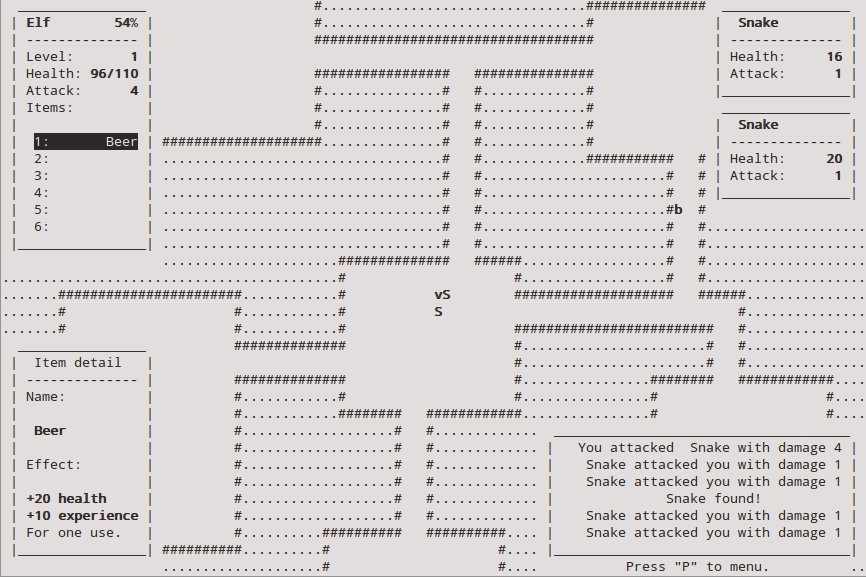 Elf 54%
--------------
Level: 1
Health: 96/110
Attack: 4
Items:
1: Beer
2:
3:
4:
5:
6:
Snake
--------------
Health: 16
Attack: 1
Snake
--------------
Health: 20
Attack: 1
b
vS
S
Item detail
--------------
Name:
Beer
Effect:
+20 health
+10 experience
For one use.
You attacked  Snake with damage 4
Snake attacked you with damage 1
Snake attacked you with damage 1
Snake found!
Snake attacked you with damage 1
Snake attacked you with damage 1
Press "P" to menu.